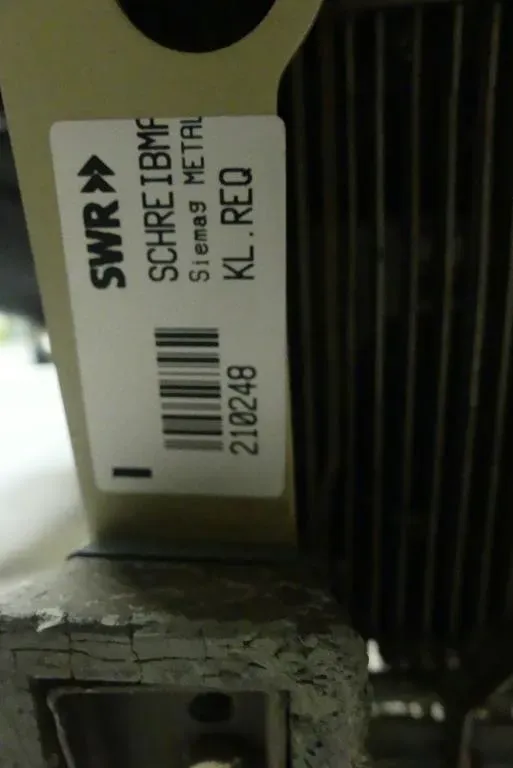 SWR
SCHREIBMA
Siemag METAL
KL.REQ
210248